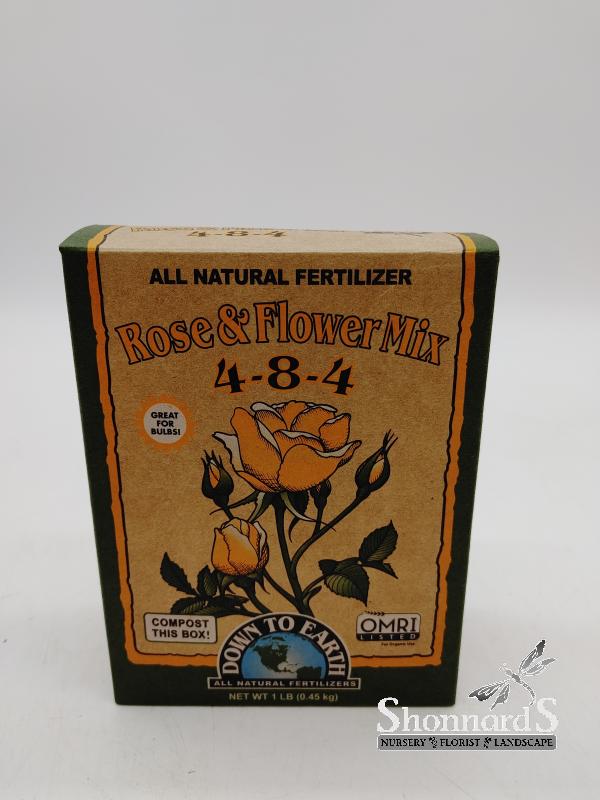 4-8-4
ALL NATURAL FERTILIZER
Rose & Flower Mix
4-8-4
GREAT
FOR
BULBS!
COMPOST
THIS BOX!
DOWN TO EARTH
ALL NATURAL FERTILIZERS
NET WT 1 LB (0.45 kg)
OMRI
LISTED
For Organic Use
ShonnardS
NURSERY FLORIST LANDSCAPE